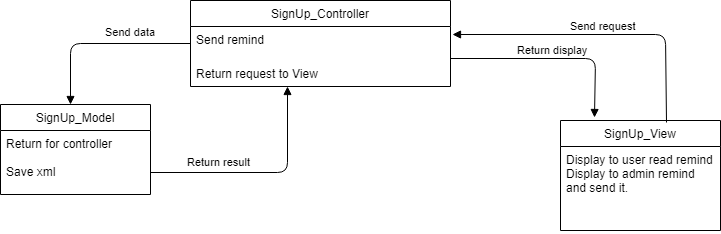 SignUp_Controller
Send data
Send request
Send remind
Return display
Return request to View
SignUp_Model
SignUp_View
Return for controller
Return result
Save xml
Display to user read remind
Display to admin remind
and send it.